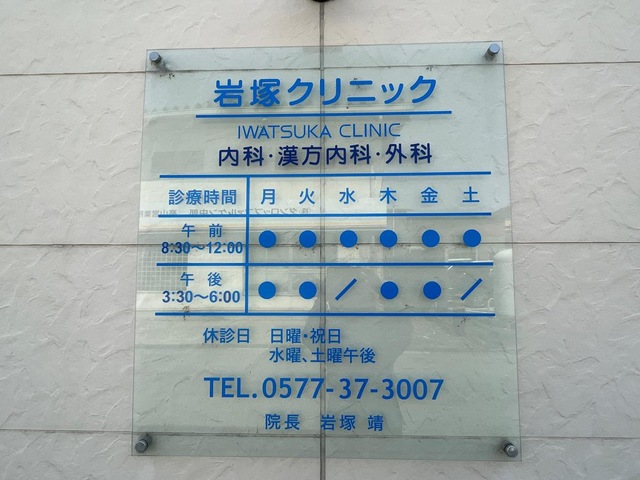 岩塚クリニック
IWATSUKA CLINIC
内科・漢方内科・外科
診療時間 月 火 水 木 金 土
午前
8:30～12:00 ● ● ● ● ● ●
午後
3:30～6:00 ● ● ／ ● ● ／
休診日 日曜・祝日
水曜、土曜午後
TEL.0577-37-3007
院長 岩塚 靖